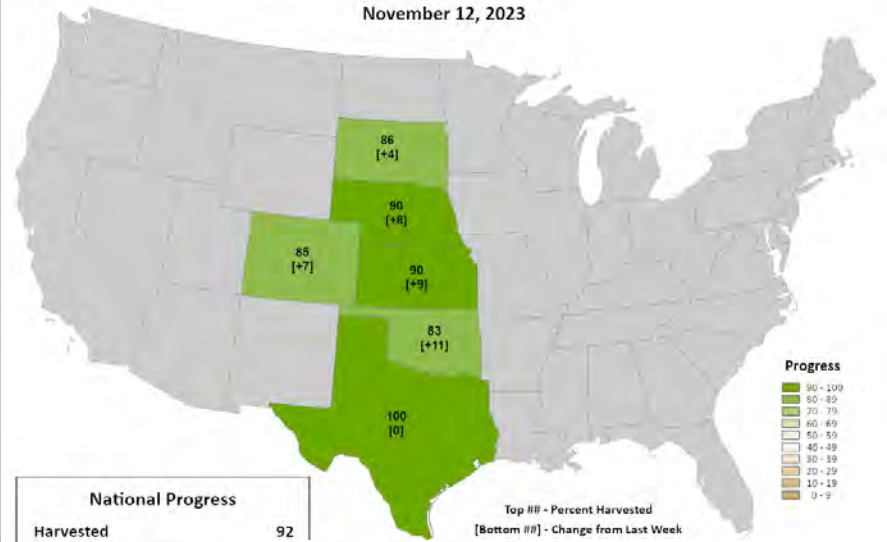 November 12, 2023
86
[+4]
90
[+8]
85
[+7]
90
[+9]
83
[+11]
100
[0]
Progress
90 - 100
80 - 89
70 - 79
60 - 69
50 - 59
40 - 49
30 - 39
20 - 29
10 - 19
0 - 9
National Progress
Harvested 92
Top ## - Percent Harvested
[Bottom ##] - Change from Last Week